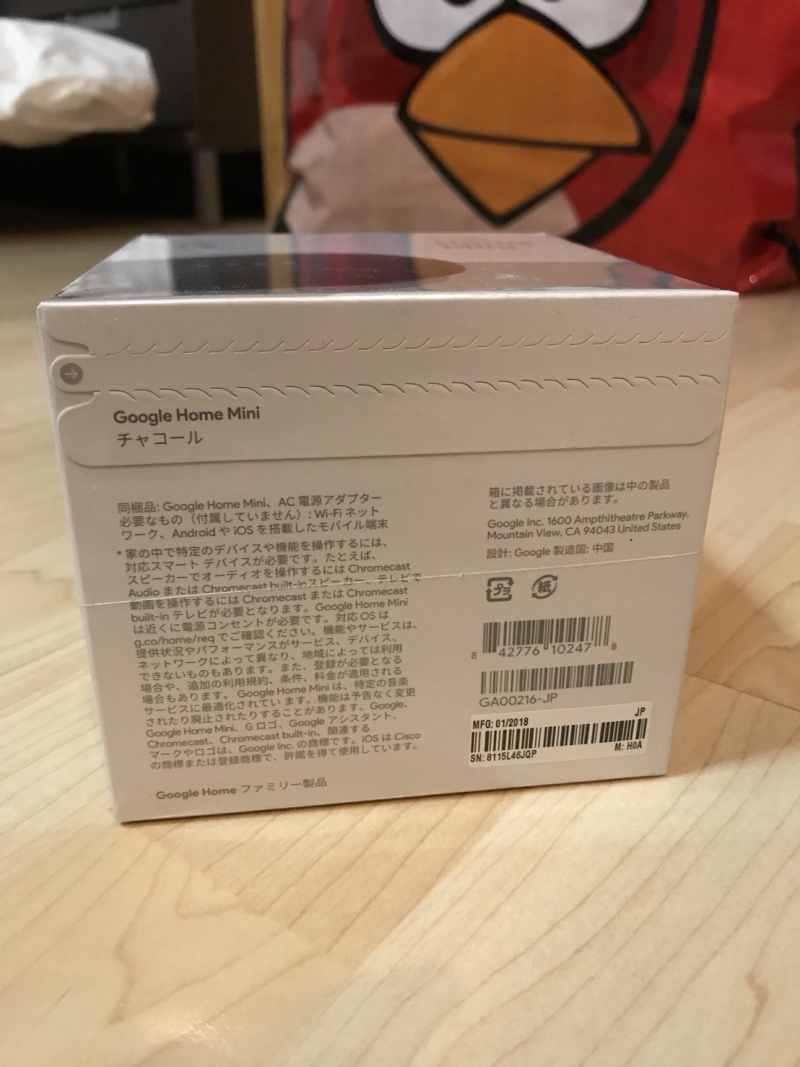 Google Home Mini
チャコール
同梱品: Google Home Mini、AC 電源アダプター
必要なもの（付属していません）: Wi-Fi ネット
ワーク、Android や iOS を搭載したモバイル端末
* 家の中で特定のデバイスや機能を操作するには、
対応スマート デバイスが必要です。たとえば、
スピーカーでオーディオを操作するには Chromecast
Audio または Chromecast built-inスピーカー、テレビで
動画を操作するには Chromecast または Chromecast
built-in テレビが必要となります。Google Home Mini
は近くに電源コンセントが必要です。対応 OS は
g.co/home/req でご確認ください。機能やサービスは、
提供状況やパフォーマンスがサービス、デバイス、
ネットワークによって異なり、地域によっては利用
できないものもあります。また、登録が必要となる
場合や、追加の利用規約、条件、料金が適用される
場合があります。Google Home Mini は、特定の音楽
サービスに最適化されています。機能は予告なく変更
されたり廃止されたりすることがあります。Google、
Google Home Mini、G ロゴ、Google アシスタント、
Chromecast、Chromecast built-in、関連する
マークやロゴは、Google Inc. の商標です。iOS は Cisco
の商標または登録商標で、許諾を得て使用しています。
Google Home ファミリー製品
箱に掲載されている画像は中の製品
と異なる場合があります。
Google Inc. 1600 Ampthitheatre Parkway,
Mountain View, CA 94043 United States
設計: Google 製造国: 中国
プラ 紙
8 42776 10247 8
GA00216-JP
MFG: 01/2018 JP
SN: 8115L46JQP M: H0A